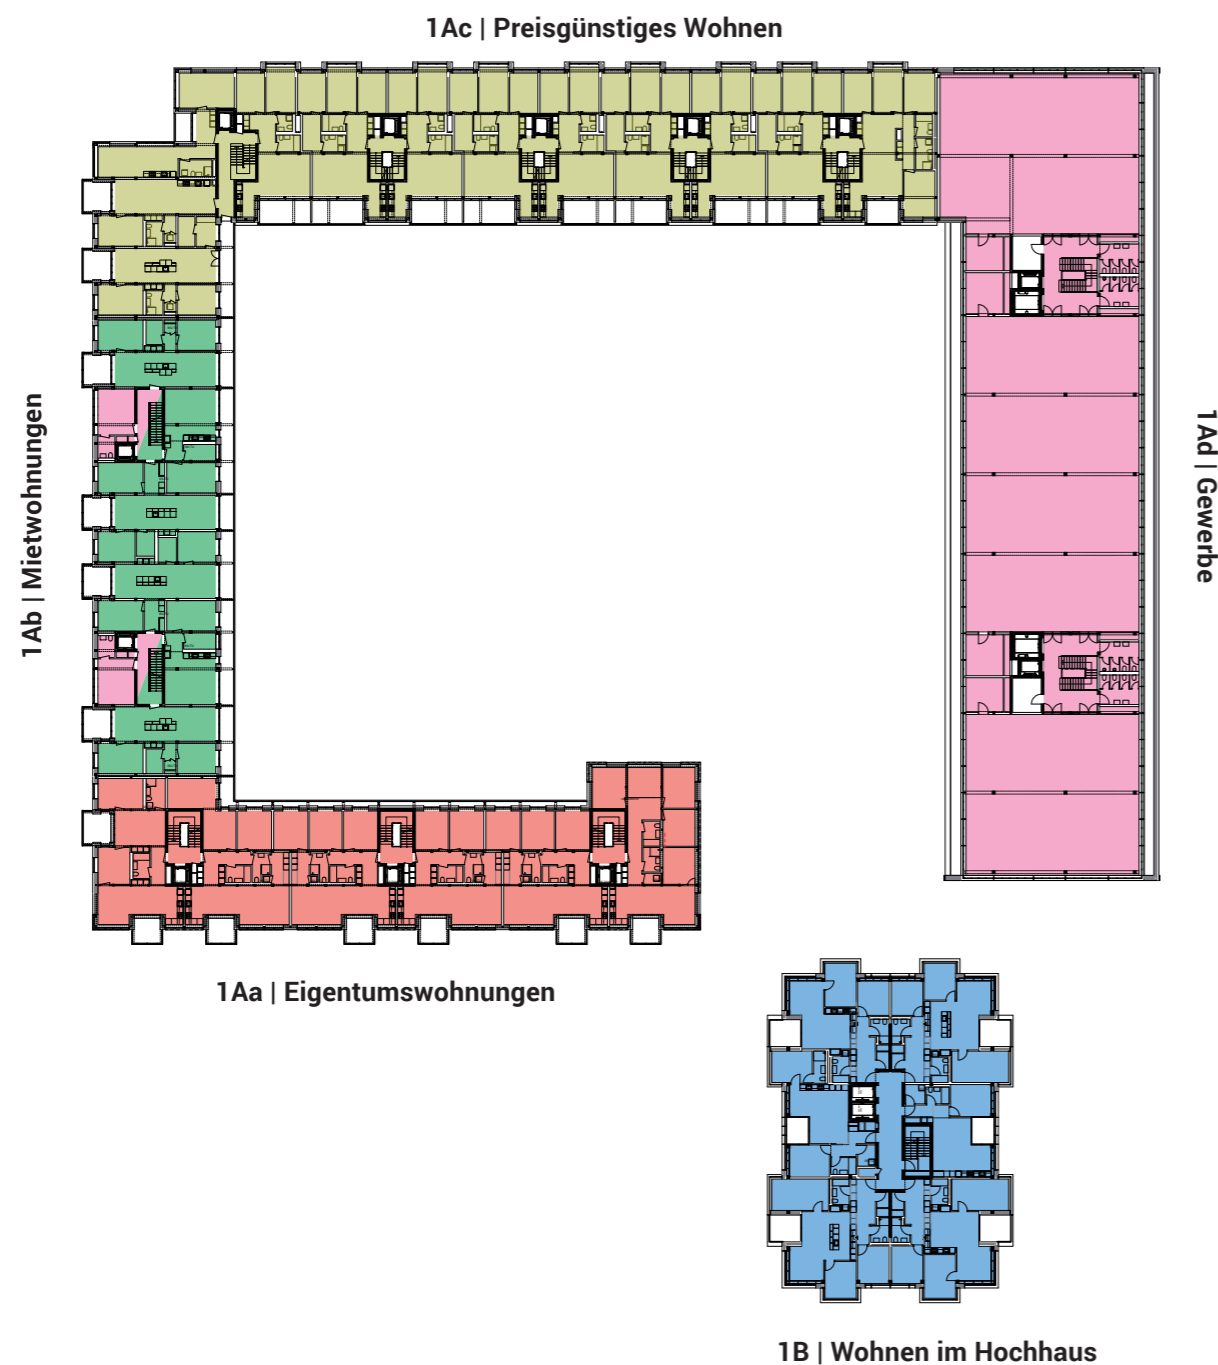 1Ac | Preisgünstiges Wohnen
1Ab | Mietwohnungen
1Ad | Gewerbe
1Aa | Eigentumswohnungen
1B | Wohnen im Hochhaus